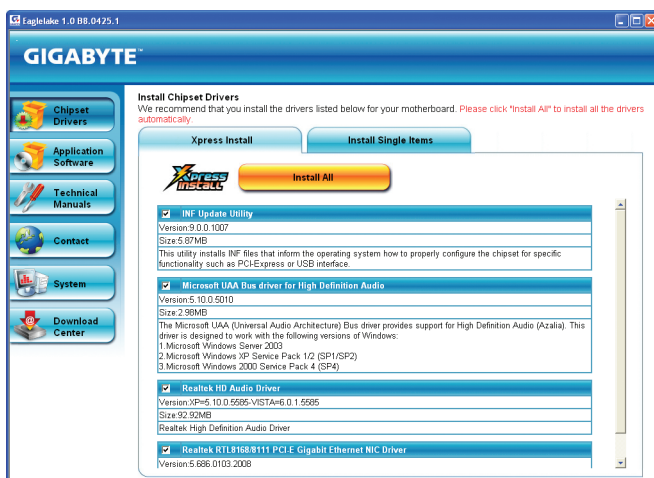 Eaglelake 1.0 B8.0425.1
GIGABYTE™
Chipset
Drivers
Application
Software
Technical
Manuals
Contact
System
Download
Center
Install Chipset Drivers
We recommend that you install the drivers listed below for your motherboard. Please click "Install All" to install all the drivers
automatically.
Xpress Install
Install Single Items
Xpress
Install
Install All
INF Update Utility
Version:9.0.0.1007
Size:5.87MB
This utility installs INF files that inform the operating system how to properly configure the chipset for specific
functionality such as PCI-Express or USB interface.
Microsoft UAA Bus driver for High Definition Audio
Version:5.10.0.5010
Size:2.98MB
The Microsoft UAA (Universal Audio Architecture) Bus driver provides support for High Definition Audio (Azalia). This
driver is designed to work with the following versions of Windows:
1.Microsoft Windows Server 2003
2.Microsoft Windows XP Service Pack 1/2 (SP1/SP2)
3.Microsoft Windows 2000 Service Pack 4 (SP4)
Realtek HD Audio Driver
Version:XP=5.10.0.5585-VISTA=6.0.1.5585
Size:92.92MB
Realtek High Definition Audio Driver
Realtek RTL8168/8111 PCI-E Gigabit Ethernet NIC Driver
Version:5.686.0103.2008